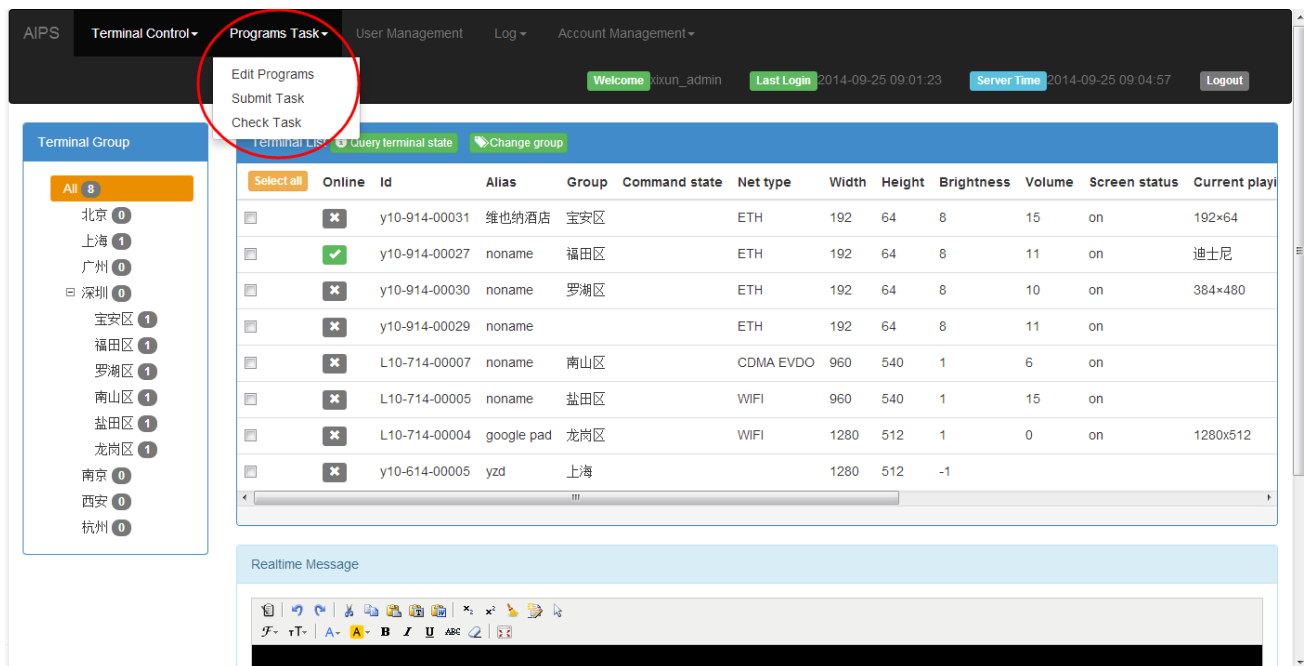 AIPS Terminal Control Programs Task User Management Log Account Management
Edit Programs
Submit Task
Check Task
Welcome xixun_admin Last Login 2014-09-25 09:01:23 Server Time 2014-09-25 09:04:57 Logout
Terminal Group
All 8
北京 0
上海 1
广州 0
深圳 0
宝安区 1
福田区 1
罗湖区 1
南山区 1
盐田区 1
龙岗区 1
南京 0
西安 0
杭州 0
Terminal List Query terminal state Change group
Select all Online Id Alias Group Command state Net type Width Height Brightness Volume Screen status Current playi
y10-914-00031 维也纳酒店 宝安区 ETH 192 64 8 15 on 192×64
y10-914-00027 noname 福田区 ETH 192 64 8 11 on 迪士尼
y10-914-00030 noname 罗湖区 ETH 192 64 8 10 on 384×480
y10-914-00029 noname ETH 192 64 8 11 on
L10-714-00007 noname 南山区 CDMA EVDO 960 540 1 6 on
L10-714-00005 noname 盐田区 WIFI 960 540 1 15 on
L10-714-00004 google pad 龙岗区 WIFI 1280 512 1 0 on 1280x512
y10-614-00005 yzd 上海 1280 512 -1
Realtime Message
B I U ABC